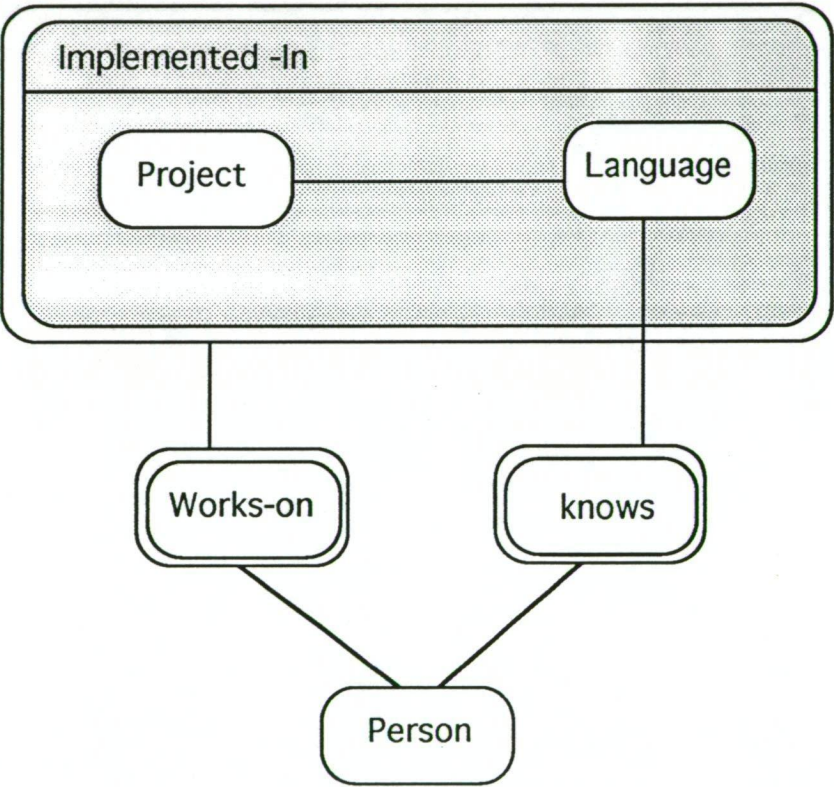 Implemented -In
Project
Language
Works-on
knows
Person